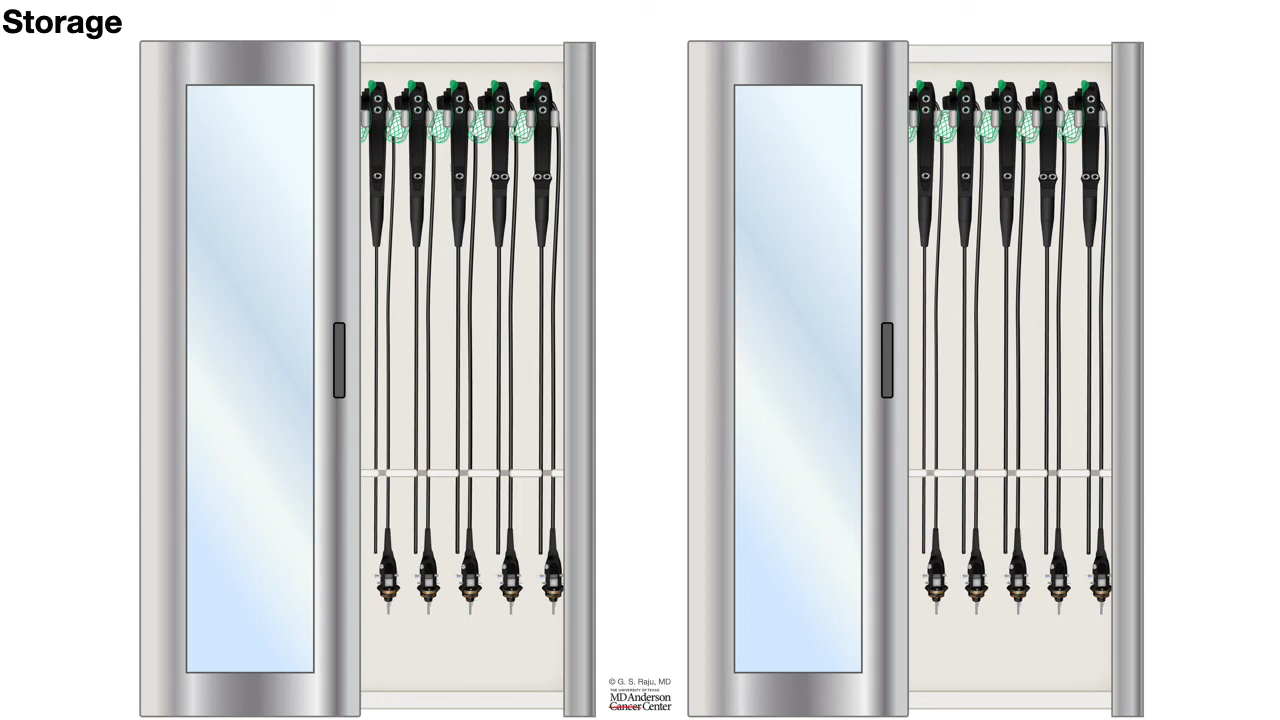 Storage
© G. S. Raju, MD
THE UNIVERSITY OF TEXAS
MD Anderson
Cancer Center